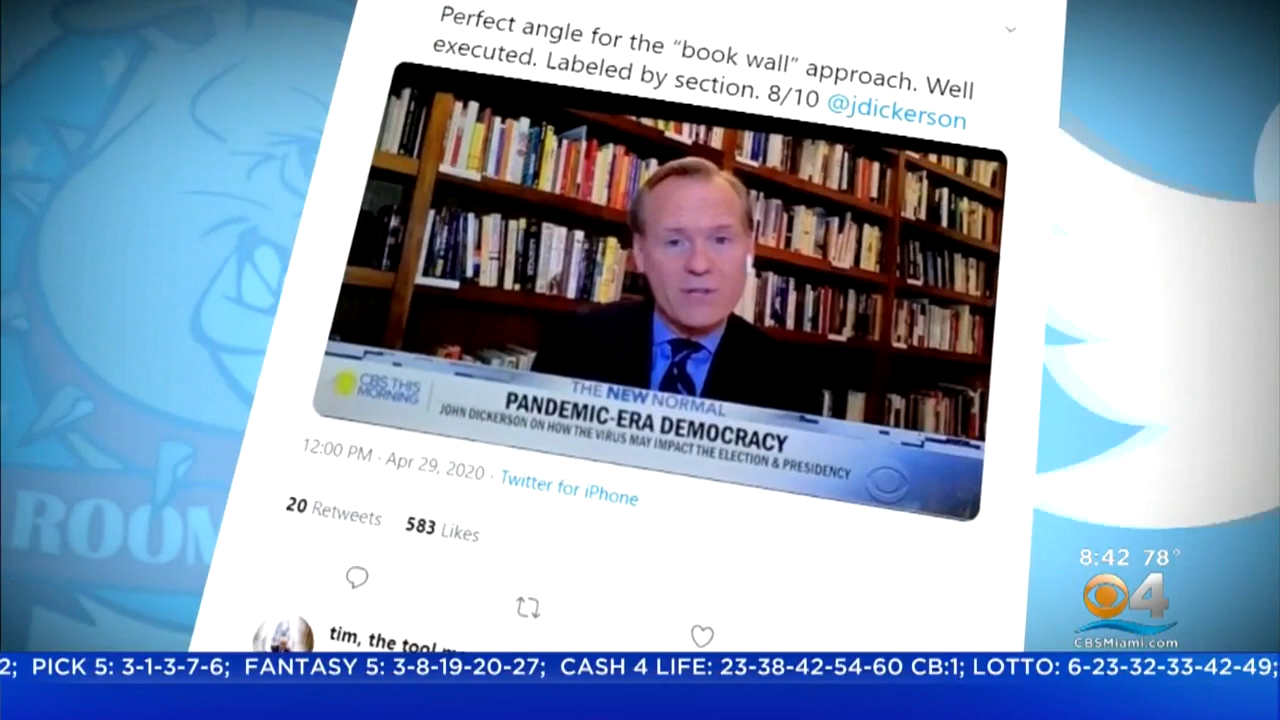 Perfect angle for the “book wall” approach. Well
executed. Labeled by section. 8/10 @jdickerson
CBS THIS
MORNING
THE NEW NORMAL
PANDEMIC-ERA DEMOCRACY
JOHN DICKERSON ON HOW THE VIRUS MAY IMPACT THE ELECTION & PRESIDENCY
12:00 PM · Apr 29, 2020 · Twitter for iPhone
20 Retweets 583 Likes
ROOM
tim, the tool
8:42 78°
4
CBSMiami.com
2; PICK 5: 3-1-3-7-6; FANTASY 5: 3-8-19-20-27; CASH 4 LIFE: 23-38-42-54-60 CB:1; LOTTO: 6-23-32-33-42-49;